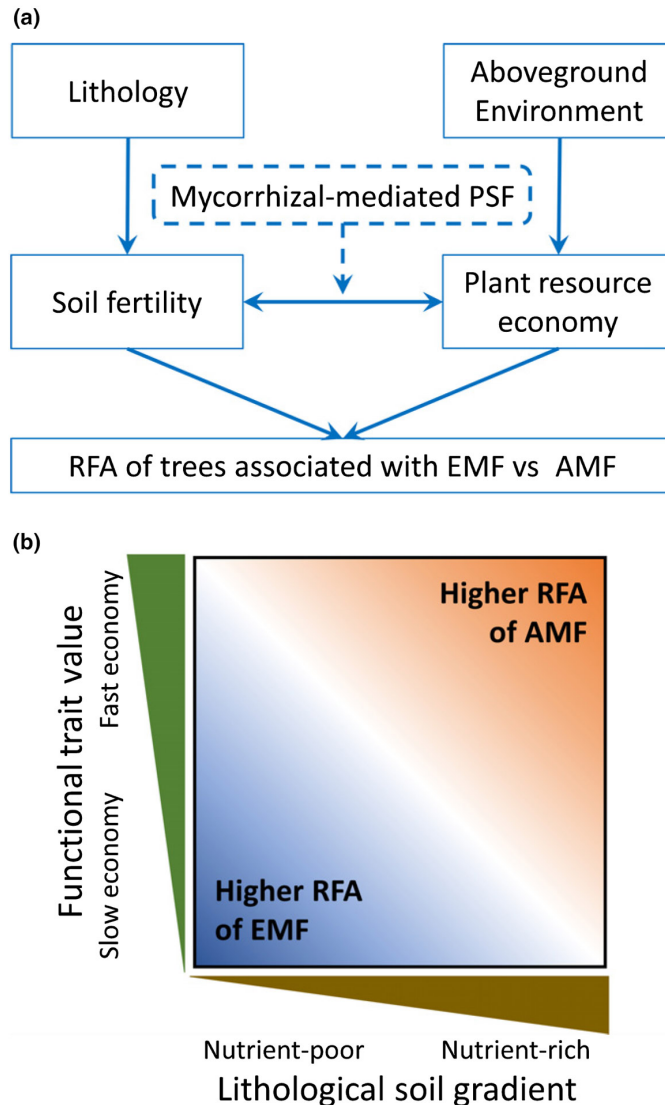 (a)
Lithology
Aboveground
Environment
Mycorrhizal-mediated PSF
Soil fertility
Plant resource
economy
RFA of trees associated with EMF vs AMF
(b)
Functional trait value
Slow economy
Fast economy
Higher RFA
of AMF
Higher RFA
of EMF
Nutrient-poor
Nutrient-rich
Lithological soil gradient